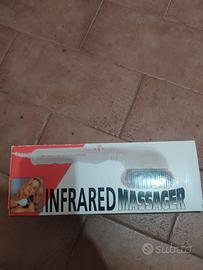 INFRARED MASSAGER
subito